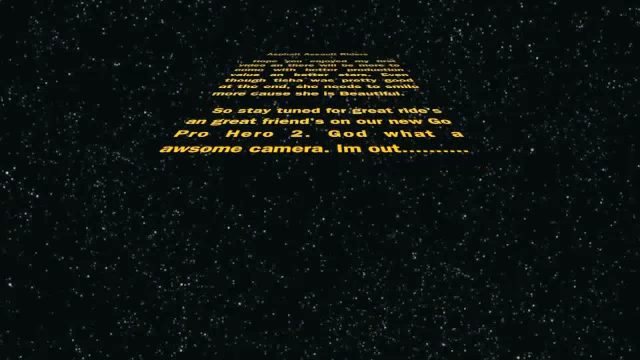 Asphalt Assault Riders
Hope you enjoyed my first
video an there will be more to
come with better production
value an better stars. Even
though Tisha was pretty good
at the end, she needs to smile
more cause she is Beautiful.
So stay tuned for great ride's
an great friend's on our new Go
Pro Hero 2. God what a
awsome camera. Im out..........